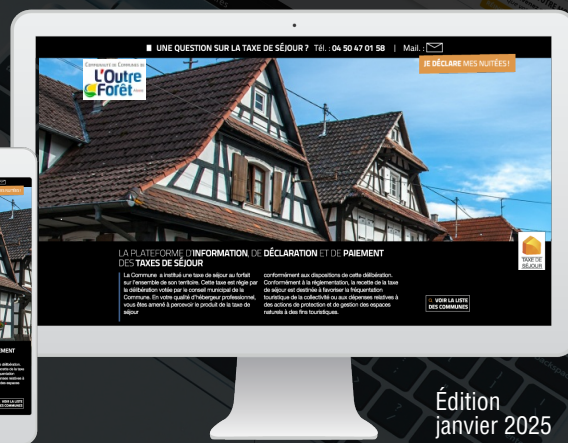 UNE QUESTION SUR LA TAXE DE SÉJOUR ? Tél. : 04 50 47 01 58 | Mail. :
JE DÉCLARE MES NUITÉES !
COMMUNAUTÉ DE COMMUNES DE
L'Outre
Forêt
LA PLATEFORME D'INFORMATION, DE DÉCLARATION ET DE PAIEMENT
DES TAXES DE SÉJOUR
La Commune a institué une taxe de séjour au forfait
sur l'ensemble de son territoire. Cette taxe est régie par
la délibération votée par le conseil municipal de la
Commune. En votre qualité d'hébergeur professionnel,
vous êtes amené à percevoir le produit de la taxe de
séjour
conformément aux dispositions de cette délibération.
Conformément à la réglementation, la recette de la taxe
de séjour est destinée à favoriser la fréquentation
touristique de la collectivité ou aux dépenses relatives à
des actions de protection et de gestion des espaces
naturels à des fins touristiques.
TAXE DE
SÉJOUR
VOIR LA LISTE
DES COMMUNES
VOIR LA LISTE
DES COMMUNES
Édition
janvier 2025